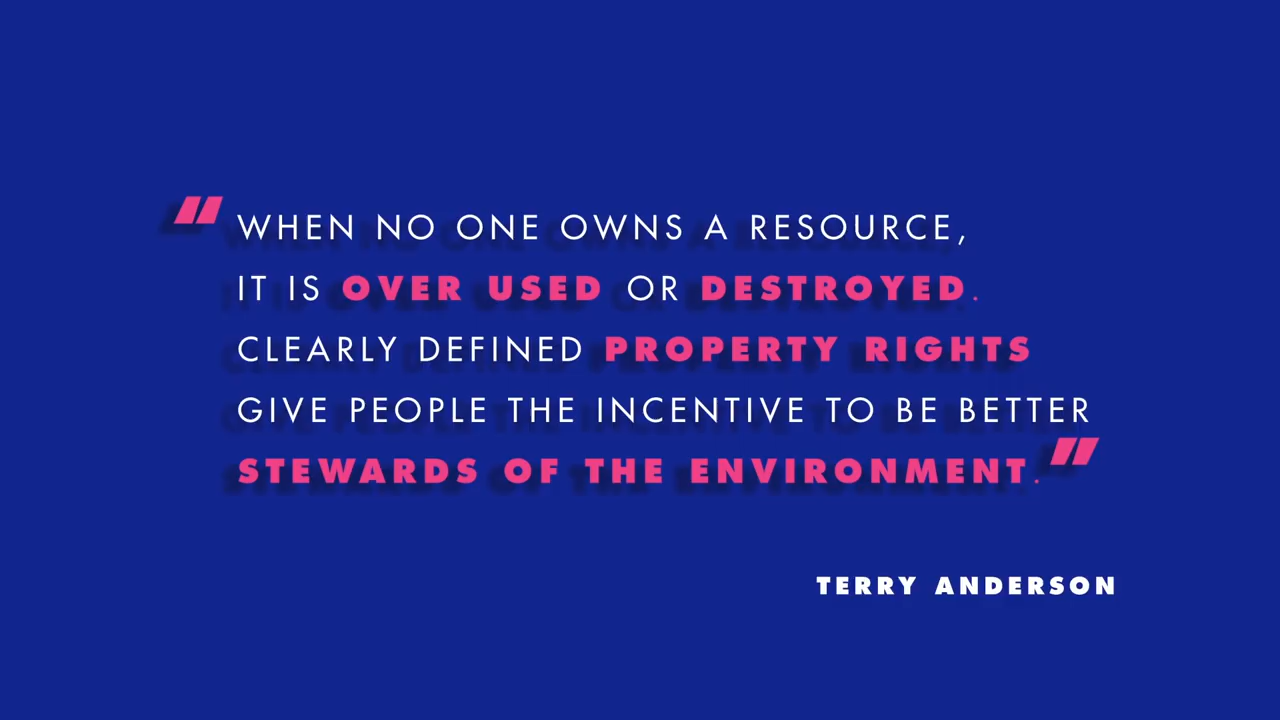 "WHEN NO ONE OWNS A RESOURCE,
IT IS OVER USED OR DESTROYED.
CLEARLY DEFINED PROPERTY RIGHTS
GIVE PEOPLE THE INCENTIVE TO BE BETTER
STEWARDS OF THE ENVIRONMENT."
TERRY ANDERSON